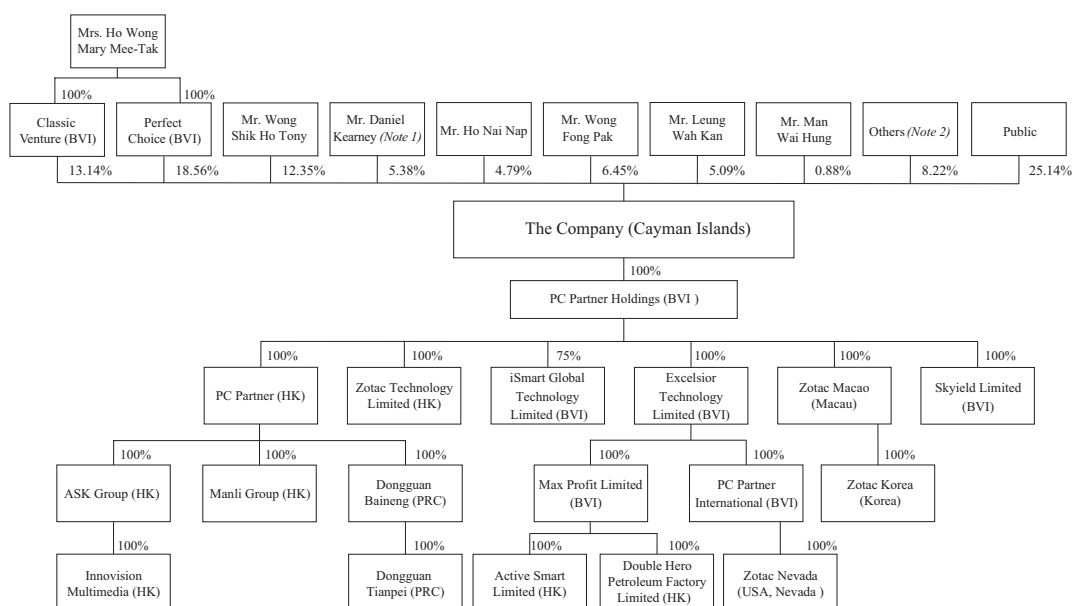 Mrs. Ho Wong
Mary Mee-Tak
100%
100%
Classic
Venture (BVI)
Perfect
Choice (BVI)
Mr. Wong
Shik Ho Tony
Mr. Daniel
Kearney (Note 1)
Mr. Ho Nai Nap
Mr. Wong
Fong Pak
Mr. Leung
Wah Kan
Mr. Man
Wai Hung
Others (Note 2)
Public
13.14%
18.56%
12.35%
5.38%
4.79%
6.45%
5.09%
0.88%
8.22%
25.14%
The Company (Cayman Islands)
100%
PC Partner Holdings (BVI )
100%
100%
75%
100%
100%
100%
PC Partner (HK)
Zotac Technology
Limited (HK)
iSmart Global
Technology
Limited (BVI)
Excelsior
Technology
Limited (BVI)
Zotac Macao
(Macau)
Skyield Limited
(BVI)
100%
100%
100%
100%
100%
100%
ASK Group (HK)
Manli Group (HK)
Dongguan
Baineng (PRC)
Max Profit Limited
(BVI)
PC Partner
International (BVI)
Zotac Korea
(Korea)
100%
100%
100%
100%
100%
Innovision
Multimedia (HK)
Dongguan
Tianpei (PRC)
Active Smart
Limited (HK)
Double Hero
Petroleum Factory
Limited (HK)
Zotac Nevada
(USA, Nevada )